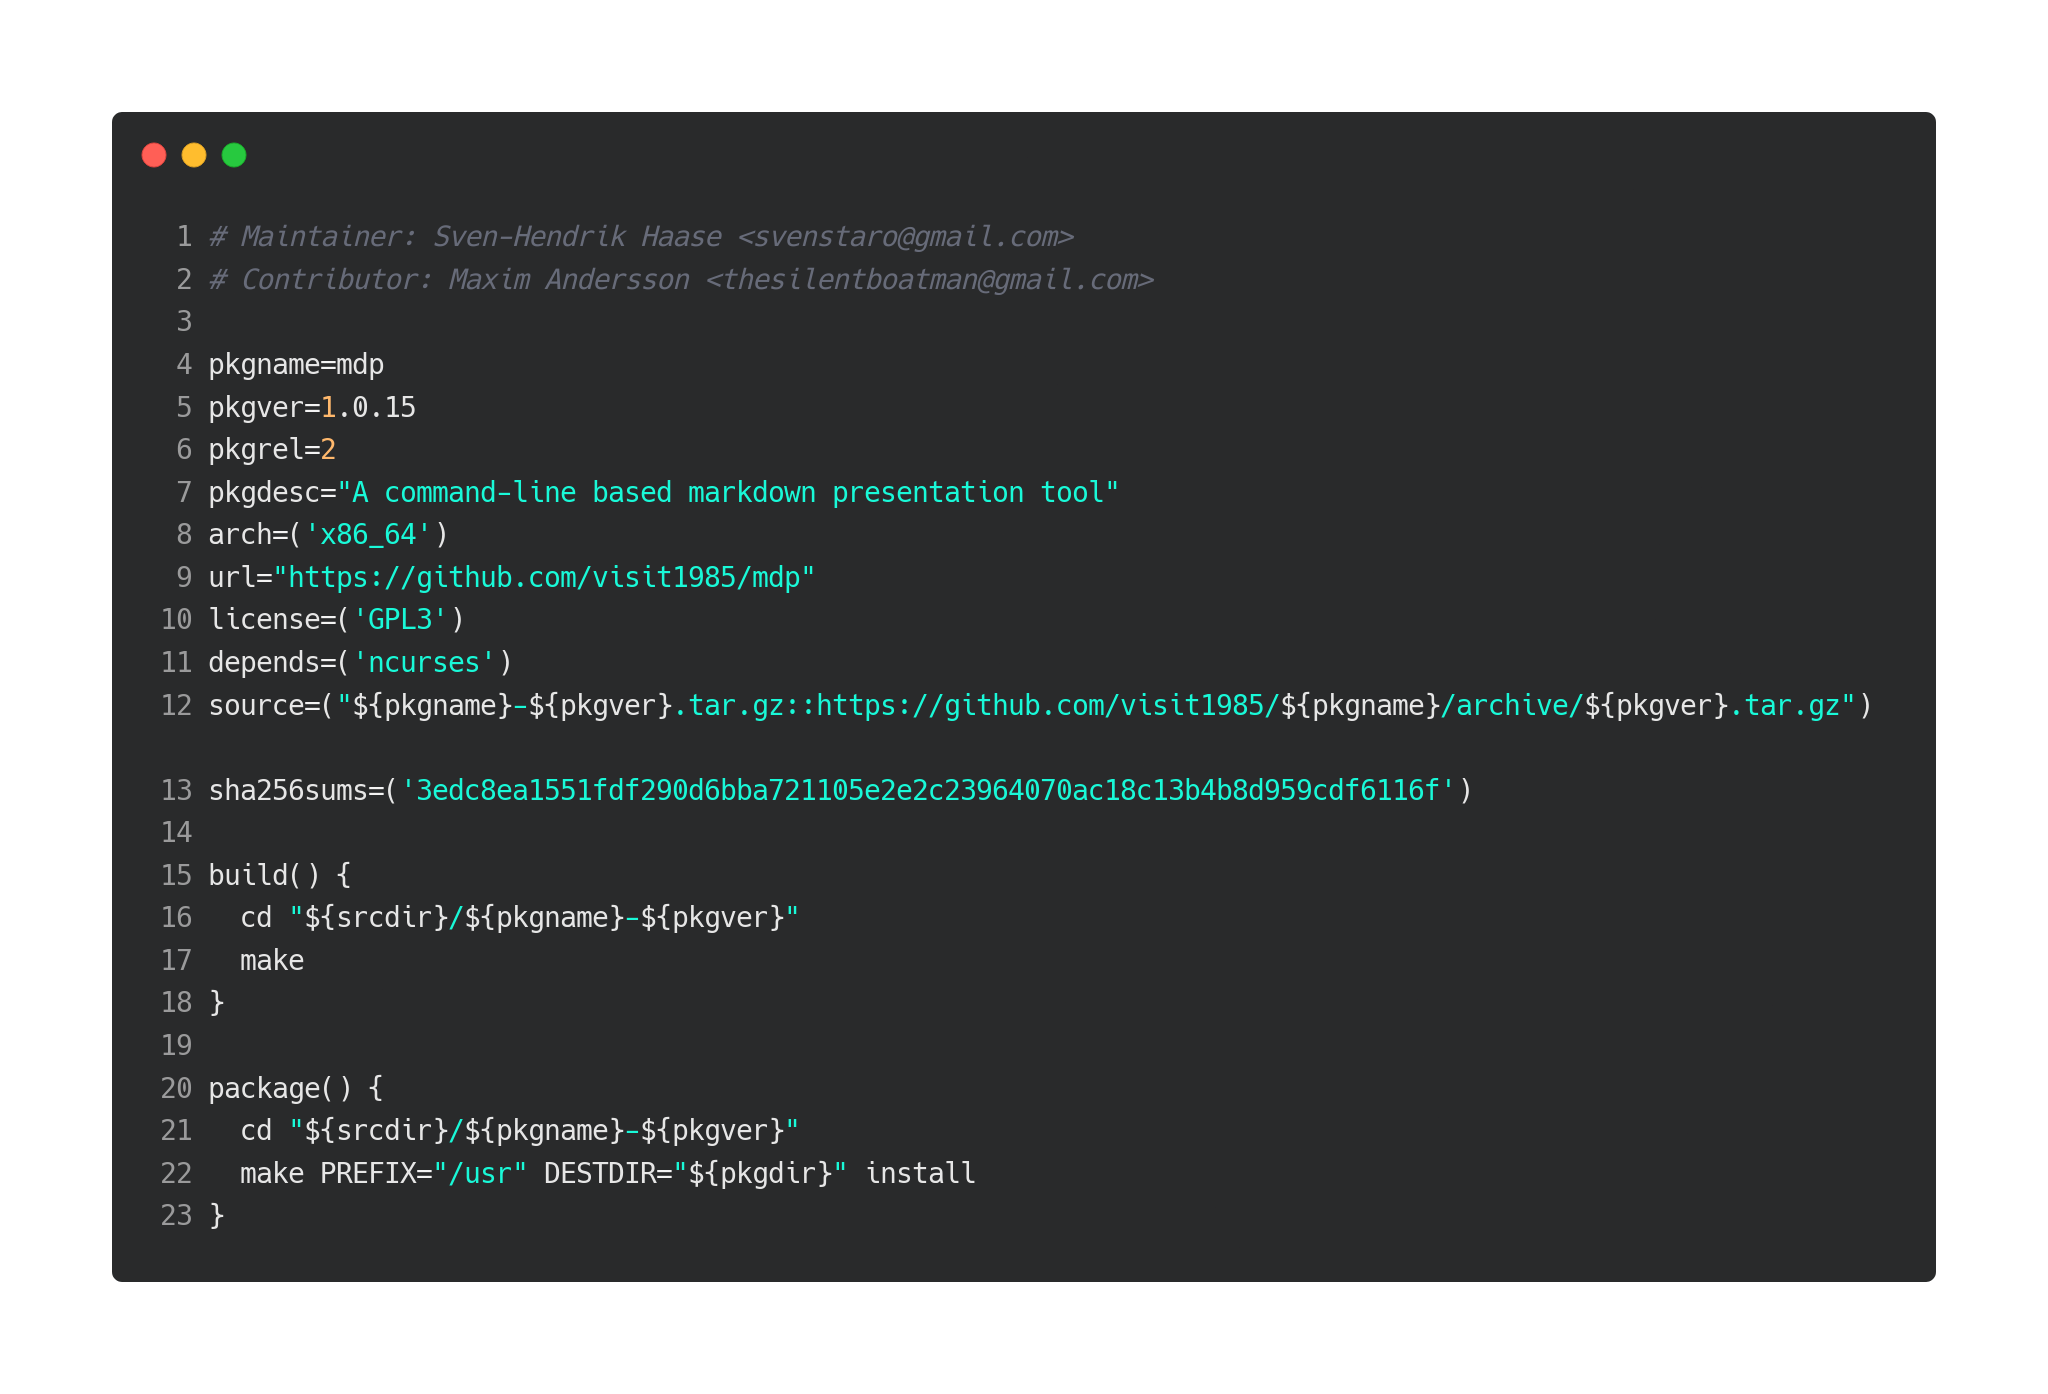 1 # Maintainer: Sven-Hendrik Haase <svenstaro@gmail.com>
2 # Contributor: Maxim Andersson <thesilentboatman@gmail.com>
3
4 pkgname=mdp
5 pkgver=1.0.15
6 pkgrel=2
7 pkgdesc="A command-line based markdown presentation tool"
8 arch=('x86_64')
9 url="https://github.com/visit1985/mdp"
10 license=('GPL3')
11 depends=('ncurses')
12 source=("${pkgname}-${pkgver}.tar.gz::https://github.com/visit1985/${pkgname}/archive/${pkgver}.tar.gz")
13 sha256sums=('3edc8ea1551fdf290d6bba721105e2e2c23964070ac18c13b4b8d959cdf6116f')
14
15 build() {
16   cd "${srcdir}/${pkgname}-${pkgver}"
17   make
18 }
19
20 package() {
21   cd "${srcdir}/${pkgname}-${pkgver}"
22   make PREFIX="/usr" DESTDIR="${pkgdir}" install
23 }